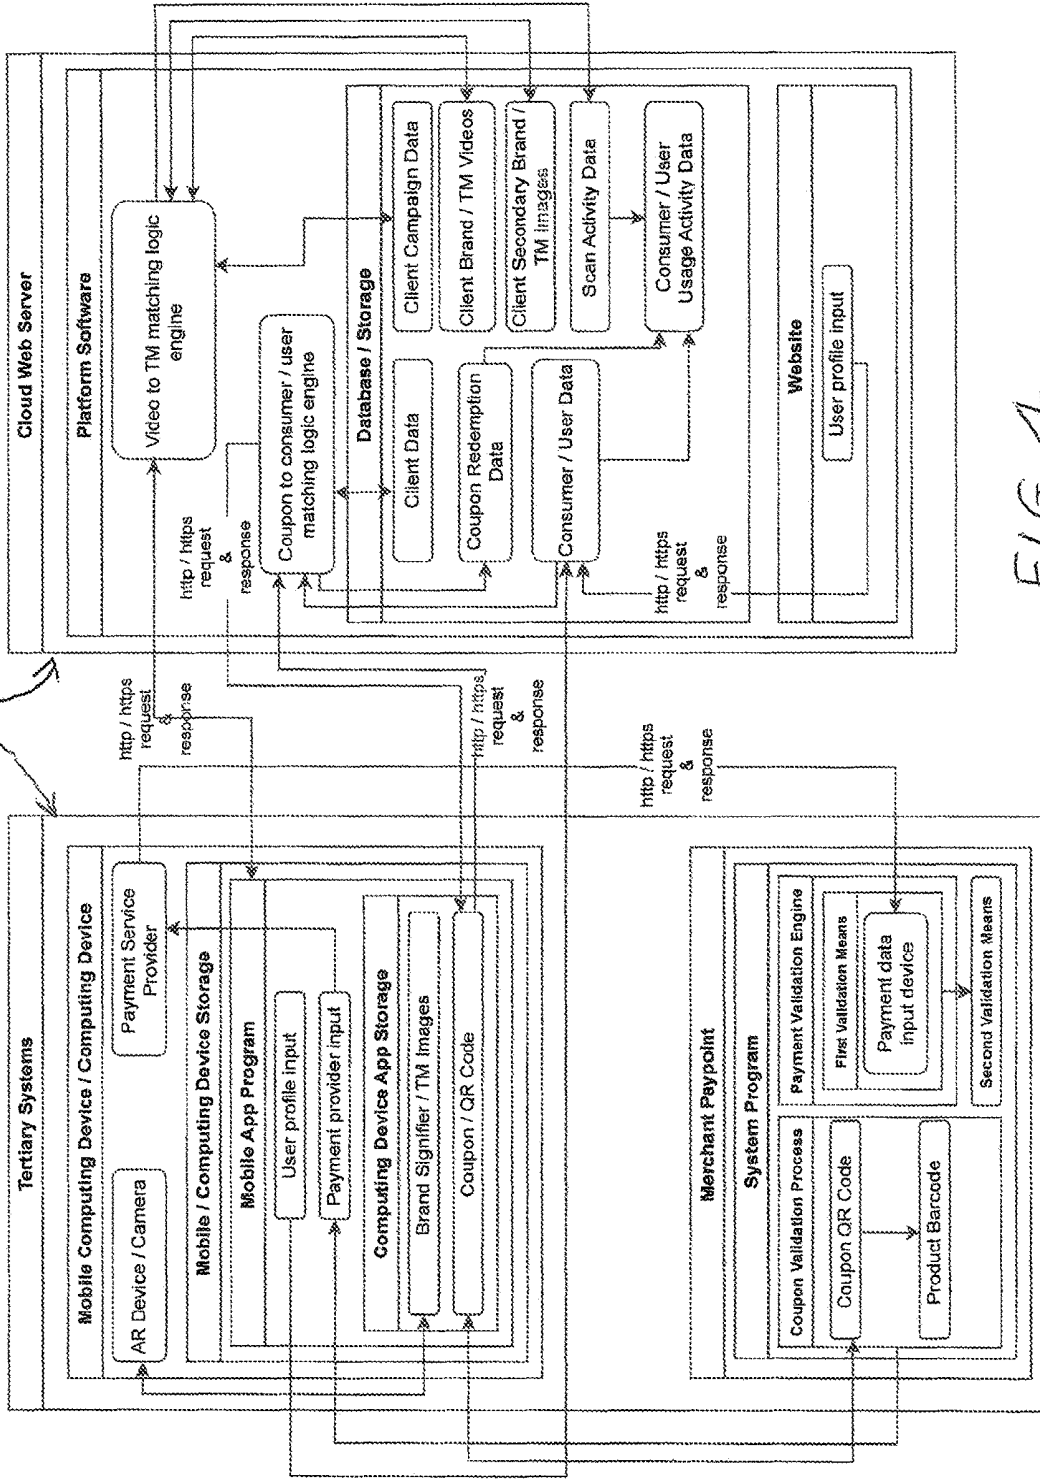 Tertiary Systems
Mobile Computing Device / Computing Device
AR Device / Camera
Payment Service
Provider
Mobile / Computing Device Storage
Mobile App Program
User profile input
Payment provider input
Computing Device App Storage
Brand Signifier / TM Images
Coupon / QR Code
Merchant Paypoint
System Program
Coupon Validation Process
Coupon QR Code
Product Barcode
Payment Validation Engine
First Validation Means
Payment data
input device
Second Validation Means
http / https
request
&
response
http / https
request
&
response
http / https
request
&
response
Cloud Web Server
Platform Software
Video to TM matching logic
engine
http / https
request
&
response
Coupon to consumer / user
matching logic engine
Database / Storage
Client Data
Client Campaign Data
Client Brand / TM Videos
Coupon Redemption
Data
Client Secondary Brand /
TM Images
Consumer / User Data
Scan Activity Data
Consumer / User
Usage Activity Data
http / https
request
&
response
Website
User profile input